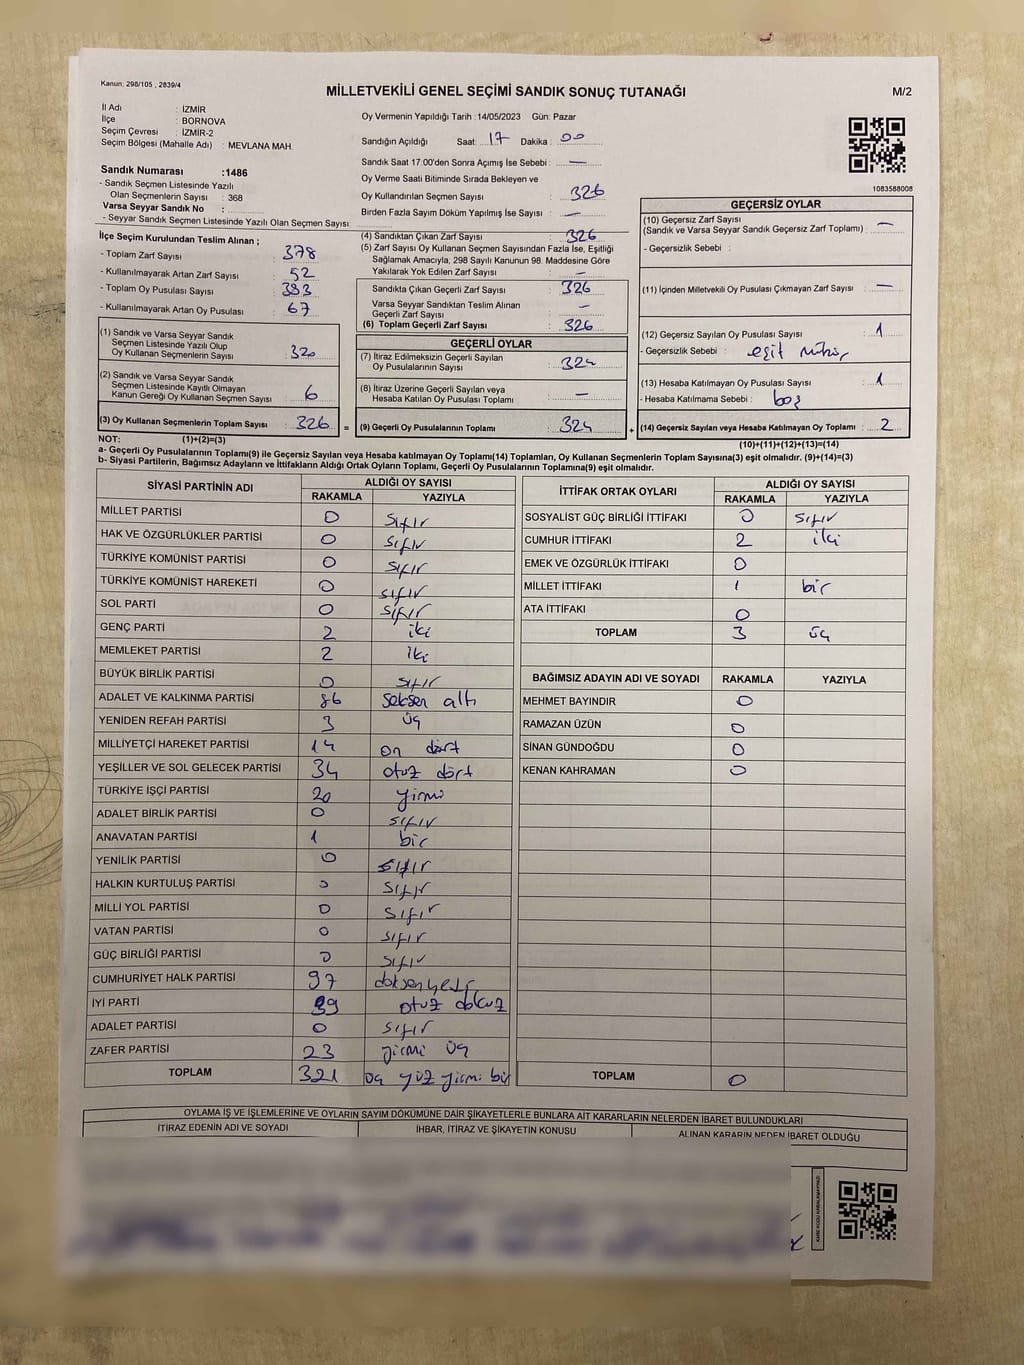 Kanun: 298/105 , 2839/4
MİLLETVEKİLİ GENEL SEÇİMİ SANDIK SONUÇ TUTANAĞI
M/2
İl Adı : İZMİR
İlçe : BORNOVA
Seçim Çevresi : İZMİR-2
Seçim Bölgesi (Mahalle Adı) : MEVLANA MAH.
Sandık Numarası :1486
- Sandık Seçmen Listesinde Yazılı
Olan Seçmenlerin Sayısı : 368
Varsa Seyyar Sandık No :
- Seyyar Sandık Seçmen Listesinde Yazılı Olan Seçmen Sayısı
Oy Vermenin Yapıldığı Tarih : 14/05/2023 Gün: Pazar
Sandığın Açıldığı Saat: 17 Dakika : 00
Sandık Saat 17.00'den Sonra Açımış İse Sebebi : —
Oy Verme Saati Bitiminde Sırada Bekleyen ve
Oy Kullandırılan Seçmen Sayısı : 326
Birden Fazla Sayım Döküm Yapılmış İse Sayısı : —
1083588008
İlçe Seçim Kurulundan Teslim Alınan ;
- Toplam Zarf Sayısı : 378
- Kullanılmayarak Artan Zarf Sayısı : 52
- Toplam Oy Pusulası Sayısı : 393
- Kullanılmayarak Artan Oy Pusulası : 67
(4) Sandıktan Çıkan Zarf Sayısı : 326
(5) Zarf Sayısı Oy Kullanan Seçmen Sayısından Fazla İse, Eşitliği
Sağlamak Amacıyla, 298 Sayılı Kanunun 98. Maddesine Göre
Yakılarak Yok Edilen Zarf Sayısı : —
Sandıkta Çıkan Geçerli Zarf Sayısı : 326
Varsa Seyyar Sandıktan Teslim Alınan
Geçerli Zarf Sayısı : —
(6) Toplam Geçerli Zarf Sayısı : 326
GEÇERSİZ OYLAR
(10) Geçersiz Zarf Sayısı
(Sandık ve Varsa Seyyar Sandık Geçersiz Zarf Toplamı) : —
- Geçersizlik Sebebi :
(11) İçinden Milletvekili Oy Pusulası Çıkmayan Zarf Sayısı : —
(12) Geçersiz Sayılan Oy Pusulası Sayısı : 1
- Geçersizlik Sebebi :
(13) Hesaba Katılmayan Oy Pusulası Sayısı : 1
- Hesaba Katılmama Sebebi : boş
(1) Sandık ve Varsa Seyyar Sandık
Seçmen Listesinde Yazılı Olup
Oy Kullanan Seçmenlerin Sayısı : 320
(2) Sandık ve Varsa Seyyar Sandık
Seçmen Listesinde Kayıtlı Olmayan
Kanun Gereği Oy Kullanan Seçmen Sayısı : 6
GEÇERLİ OYLAR
(7) İtiraz Edilmeksizin Geçerli Sayılan
Oy Pusulasının Sayısı : 324
(8) İtiraz Üzerine Geçerli Sayılan veya
Hesaba Katılan Oy Pusulası Toplamı : —
(3) Oy Kullanan Seçmenlerin Toplam Sayısı : 326 = (9) Geçerli Oy Pusulalarının Toplamı : 324 + (14) Geçersiz Sayılan veya Hesaba Katılmayan Oy Toplamı : 2
NOT: (1)+(2)=(3) (10)+(11)+(12)+(13)=(14)
a- Geçerli Oy Pusulalarının Toplamı(9) ile Geçersiz Sayılan veya Hesaba katılmayan Oy Toplamı(14) Toplamları, Oy Kullanan Seçmenlerin Toplam Sayısına(3) eşit olmalıdır. (9)+(14)=(3)
b- Siyasi Partilerin, Bağımsız Adayların ve İttifakların Aldığı Ortak Oyların Toplamı, Geçerli Oy Pusulalarının Toplamına(9) eşit olmalıdır.
SİYASİ PARTİNİN ADI ALDIĞI OY SAYISI
RAKAMLA YAZIYLA
MİLLET PARTİSİ 0 sıfır
HAK VE ÖZGÜRLÜKLER PARTİSİ 0 sıfır
TÜRKİYE KOMÜNİST PARTİSİ 0 sıfır
TÜRKİYE KOMÜNİST HAREKETİ 0 sıfır
SOL PARTİ 0 sıfır
GENÇ PARTİ 2 iki
MEMLEKET PARTİSİ 2 iki
BÜYÜK BİRLİK PARTİSİ 0 sıfır
ADALET VE KALKINMA PARTİSİ 86 seksen altı
YENİDEN REFAH PARTİSİ 3 üç
MİLLİYETÇİ HAREKET PARTİSİ 14 on dört
YEŞİLLER VE SOL GELECEK PARTİSİ 34 otuz dört
TÜRKİYE İŞÇİ PARTİSİ 20 yirmi
ADALET BİRLİK PARTİSİ 0 sıfır
ANAVATAN PARTİSİ 1 bir
YENİLİK PARTİSİ 0 sıfır
HALKIN KURTULUŞ PARTİSİ 0 sıfır
MİLLİ YOL PARTİSİ 0 sıfır
VATAN PARTİSİ 0 sıfır
GÜÇ BİRLİĞİ PARTİSİ 0 sıfır
CUMHURİYET HALK PARTİSİ 97 doksan yedi
İYİ PARTİ 39 otuz dokuz
ADALET PARTİSİ 0 sıfır
ZAFER PARTİSİ 23 yirmi üç
TOPLAM 321 üç yüz yirmi bir
İTTİFAK ORTAK OYLARI ALDIĞI OY SAYISI
RAKAMLA YAZIYLA
SOSYALİST GÜÇ BİRLİĞİ İTTİFAKI 0 sıfır
CUMHUR İTTİFAKI 2 iki
EMEK VE ÖZGÜRLÜK İTTİFAKI 0
MİLLET İTTİFAKI 1 bir
ATA İTTİFAKI 0
TOPLAM 3 üç
BAĞIMSIZ ADAYIN ADI VE SOYADI RAKAMLA YAZIYLA
MEHMET BAYINDIR 0
RAMAZAN ÜZÜN 0
SİNAN GÜNDOĞDU 0
KENAN KAHRAMAN 0
TOPLAM 0
OYLAMA İŞ VE İŞLEMLERİNE VE OYLARIN SAYIM DÖKÜMÜNE DAİR ŞİKAYETLERLE BUNLARA AİT KARARLARIN NELERDEN İBARET BULUNDUKLARI
İTİRAZ EDENİN ADI VE SOYADI İHBAR, İTİRAZ VE ŞİKAYETİN KONUSU ALINAN KARARIN NEDEN İBARET OLDUĞU